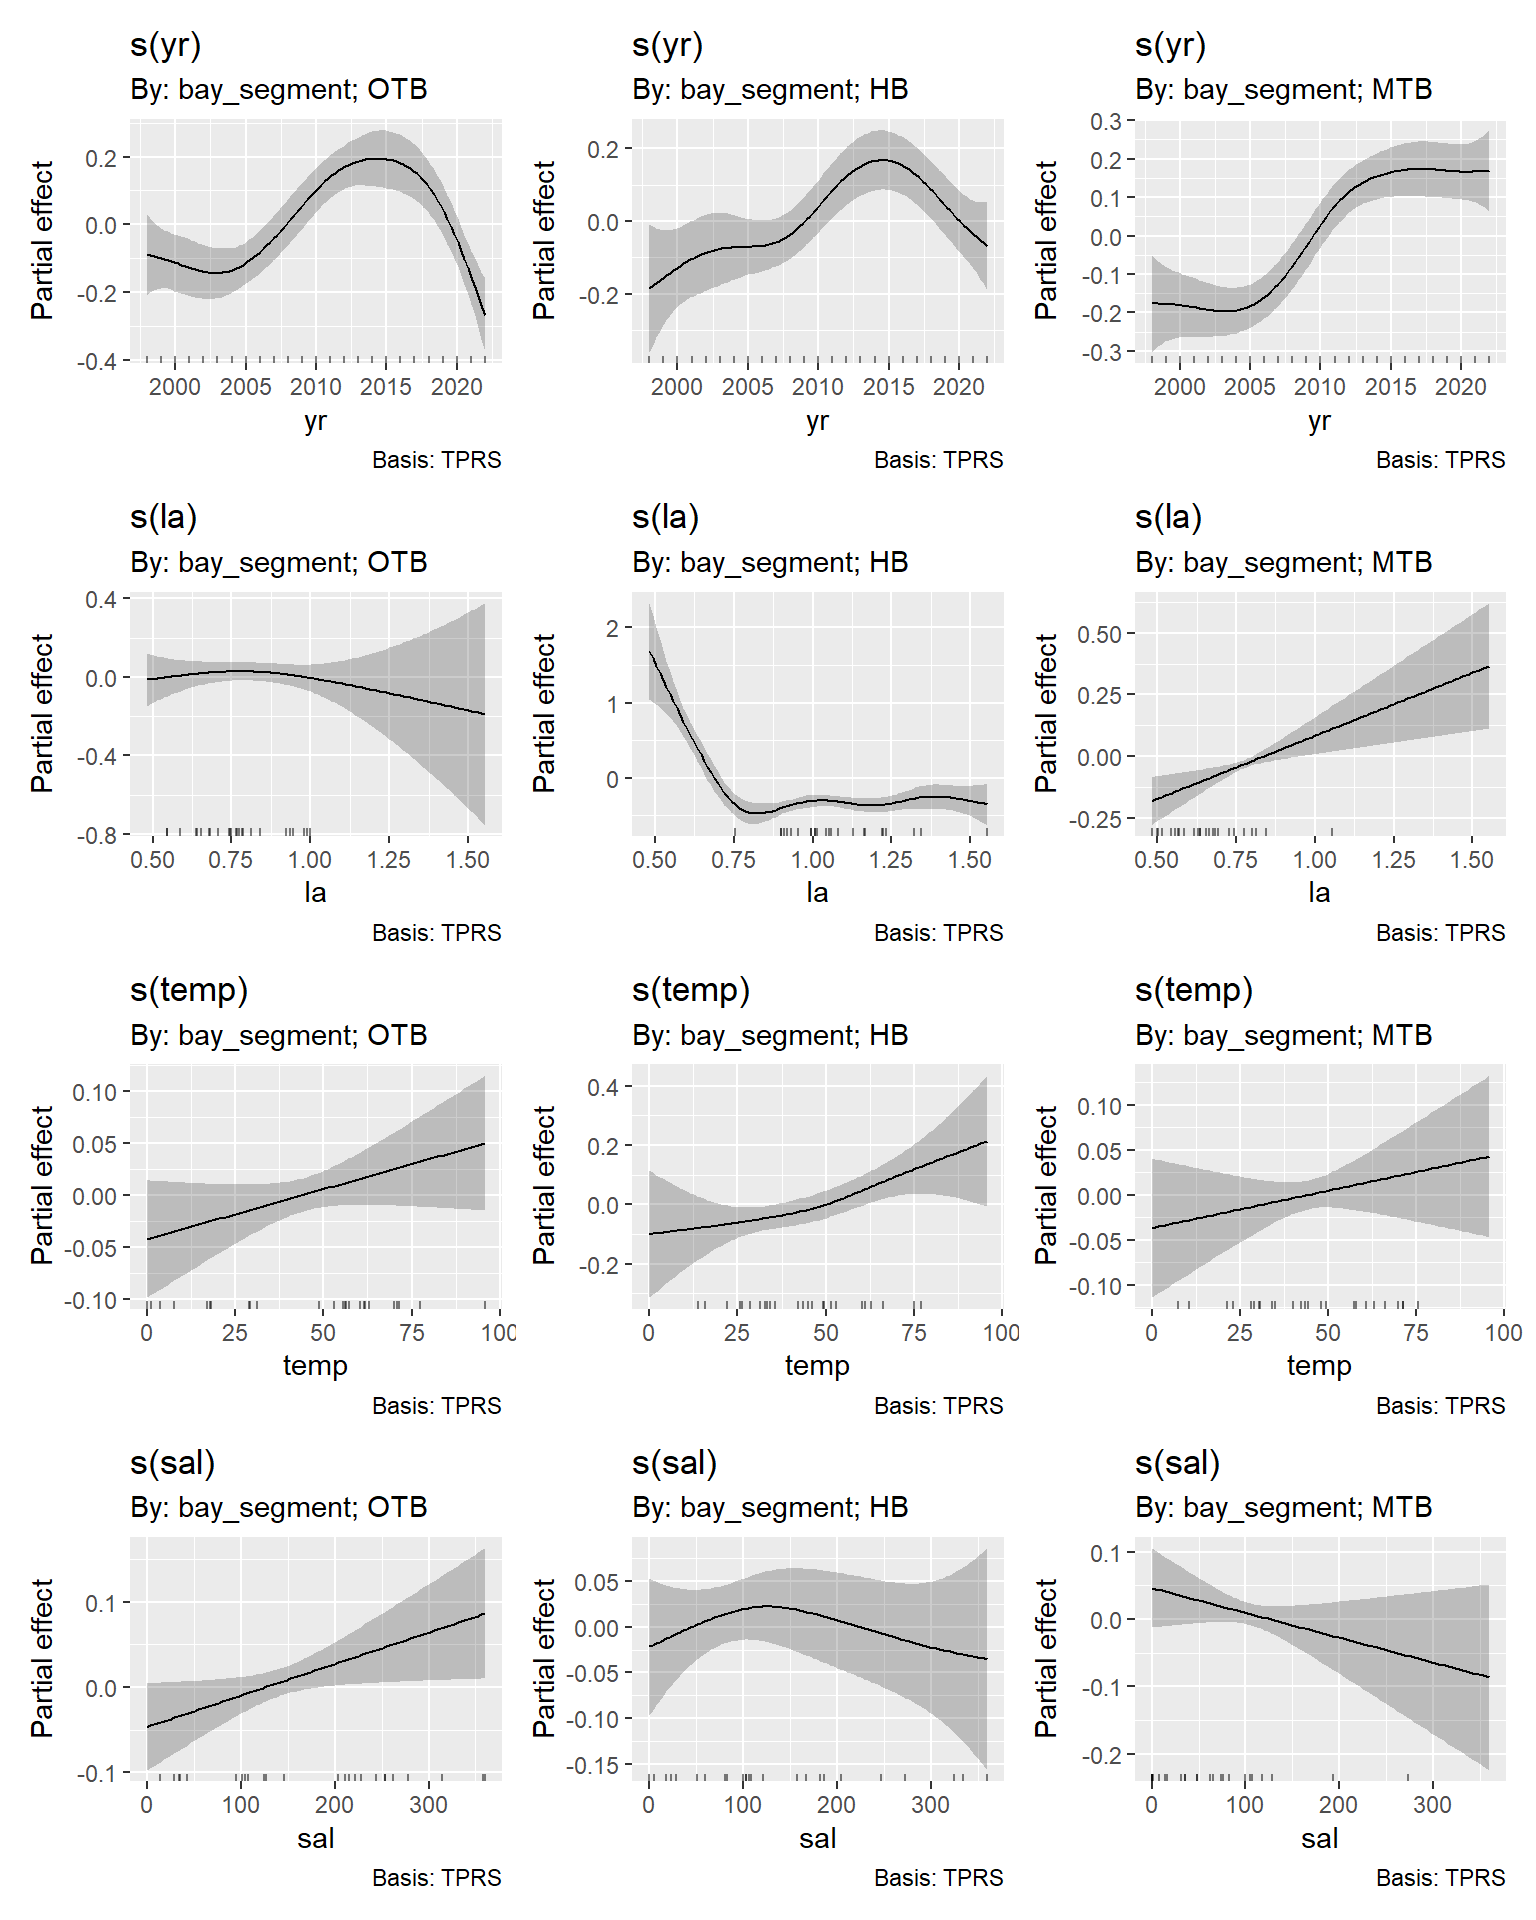 s(yr)
By: bay_segment; OTB
Partial effect
0.2
0.0
-0.2
-0.4
2000 2005 2010 2015 2020
yr
Basis: TPRS
s(yr)
By: bay_segment; HB
Partial effect
0.2
0.0
-0.2
2000 2005 2010 2015 2020
yr
Basis: TPRS
s(yr)
By: bay_segment; MTB
Partial effect
0.3
0.2
0.1
0.0
-0.1
-0.2
-0.3
2000 2005 2010 2015 2020
yr
Basis: TPRS
s(la)
By: bay_segment; OTB
Partial effect
0.4
0.0
-0.4
-0.8
0.50 0.75 1.00 1.25 1.50
la
Basis: TPRS
s(la)
By: bay_segment; HB
Partial effect
2
1
0
0.50 0.75 1.00 1.25 1.50
la
Basis: TPRS
s(la)
By: bay_segment; MTB
Partial effect
0.50
0.25
0.00
-0.25
0.50 0.75 1.00 1.25 1.50
la
Basis: TPRS
s(temp)
By: bay_segment; OTB
Partial effect
0.10
0.05
0.00
-0.05
-0.10
0 25 50 75 100
temp
Basis: TPRS
s(temp)
By: bay_segment; HB
Partial effect
0.4
0.2
0.0
-0.2
0 25 50 75 100
temp
Basis: TPRS
s(temp)
By: bay_segment; MTB
Partial effect
0.10
0.05
0.00
-0.05
-0.10
0 25 50 75 100
temp
Basis: TPRS
s(sal)
By: bay_segment; OTB
Partial effect
0.1
0.0
-0.1
0 100 200 300
sal
Basis: TPRS
s(sal)
By: bay_segment; HB
Partial effect
0.05
0.00
-0.05
-0.10
-0.15
0 100 200 300
sal
Basis: TPRS
s(sal)
By: bay_segment; MTB
Partial effect
0.1
0.0
-0.1
-0.2
0 100 200 300
sal
Basis: TPRS